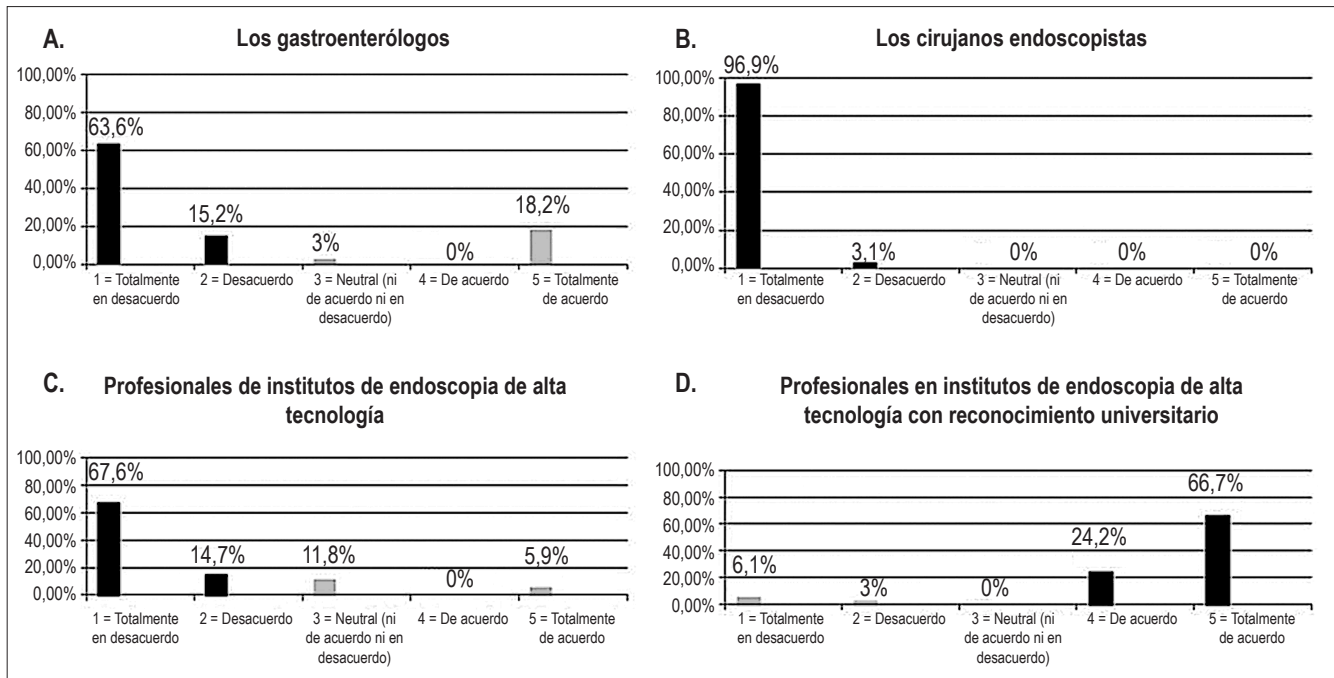 A. Los gastroenterólogos
100,00%
80,00%
60,00%
40,00%
20,00%
0,00%
63,6%
15,2%
3%
0%
18,2%
1 = Totalmente
en desacuerdo
2 = Desacuerdo
3 = Neutral (ni
de acuerdo ni en
desacuerdo)
4 = De acuerdo
5 = Totalmente
de acuerdo
B. Los cirujanos endoscopistas
100,00%
80,00%
60,00%
40,00%
20,00%
0,00%
96,9%
3,1%
0%
0%
0%
1 = Totalmente
en desacuerdo
2 = Desacuerdo
3 = Neutral (ni
de acuerdo ni en
desacuerdo)
4 = De acuerdo
5 = Totalmente
de acuerdo
C. Profesionales de institutos de endoscopia de alta
tecnología
100,00%
80,00%
60,00%
40,00%
20,00%
0,00%
67,6%
14,7%
11,8%
0%
5,9%
1 = Totalmente
en desacuerdo
2 = Desacuerdo
3 = Neutral (ni
de acuerdo ni en
desacuerdo)
4 = De acuerdo
5 = Totalmente
de acuerdo
D. Profesionales en institutos de endoscopia de alta
tecnología con reconocimiento universitario
100,00%
80,00%
60,00%
40,00%
20,00%
0,00%
6,1%
3%
0%
24,2%
66,7%
1 = Totalmente
en desacuerdo
2 = Desacuerdo
3 = Neutral (ni
de acuerdo ni en
desacuerdo)
4 = De acuerdo
5 = Totalmente
de acuerdo